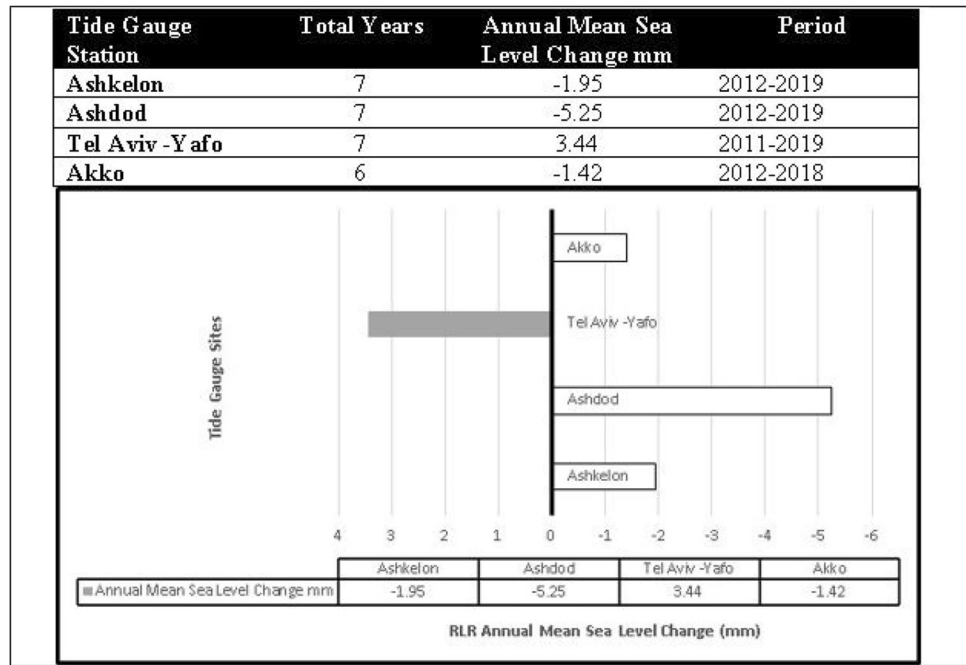 Tide Gauge Station Total Years Annual Mean Sea Level Change mm Period
Ashkelon 7 -1.95 2012-2019
Ashdod 7 -5.25 2012-2019
Tel Aviv -Yafo 7 3.44 2011-2019
Akko 6 -1.42 2012-2018
Tide Gauge Sites
Akko
Tel Aviv -Yafo
Ashdod
Ashkelon
4 3 2 1 0 -1 -2 -3 -4 -5 -6
Ashkelon Ashdod Tel Aviv -Yafo Akko
Annual Mean Sea Level Change mm -1.95 -5.25 3.44 -1.42
RLR Annual Mean Sea Level Change (mm)